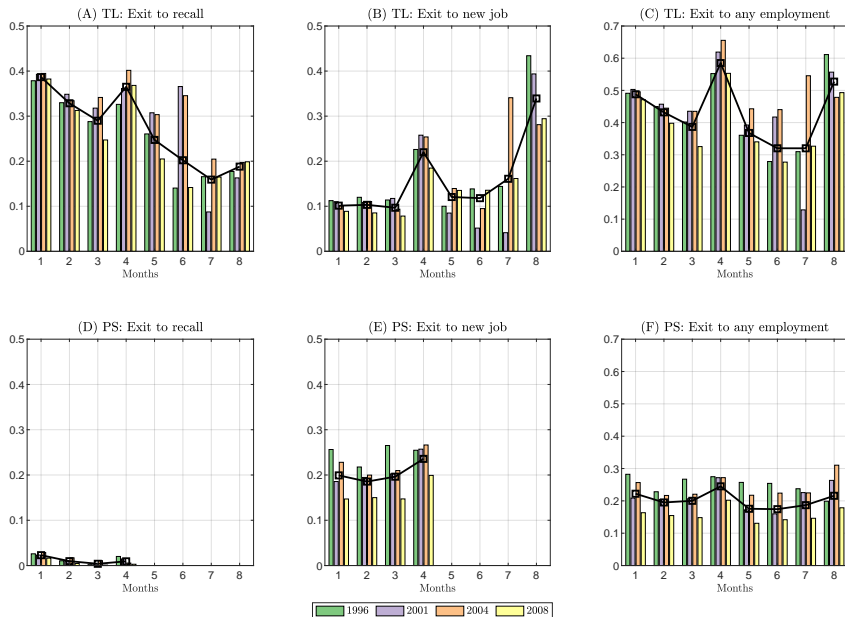 (A) TL: Exit to recall
0.5
0.4
0.3
0.2
0.1
0
1 2 3 4 5 6 7 8
Months
(B) TL: Exit to new job
0.5
0.4
0.3
0.2
0.1
0
1 2 3 4 5 6 7 8
Months
(C) TL: Exit to any employment
0.7
0.6
0.5
0.4
0.3
0.2
0.1
0
1 2 3 4 5 6 7 8
Months
(D) PS: Exit to recall
0.5
0.4
0.3
0.2
0.1
0
1 2 3 4 5 6 7 8
Months
(E) PS: Exit to new job
0.5
0.4
0.3
0.2
0.1
0
1 2 3 4 5 6 7 8
Months
(F) PS: Exit to any employment
0.7
0.6
0.5
0.4
0.3
0.2
0.1
0
1 2 3 4 5 6 7 8
Months
1996 2001 2004 2008